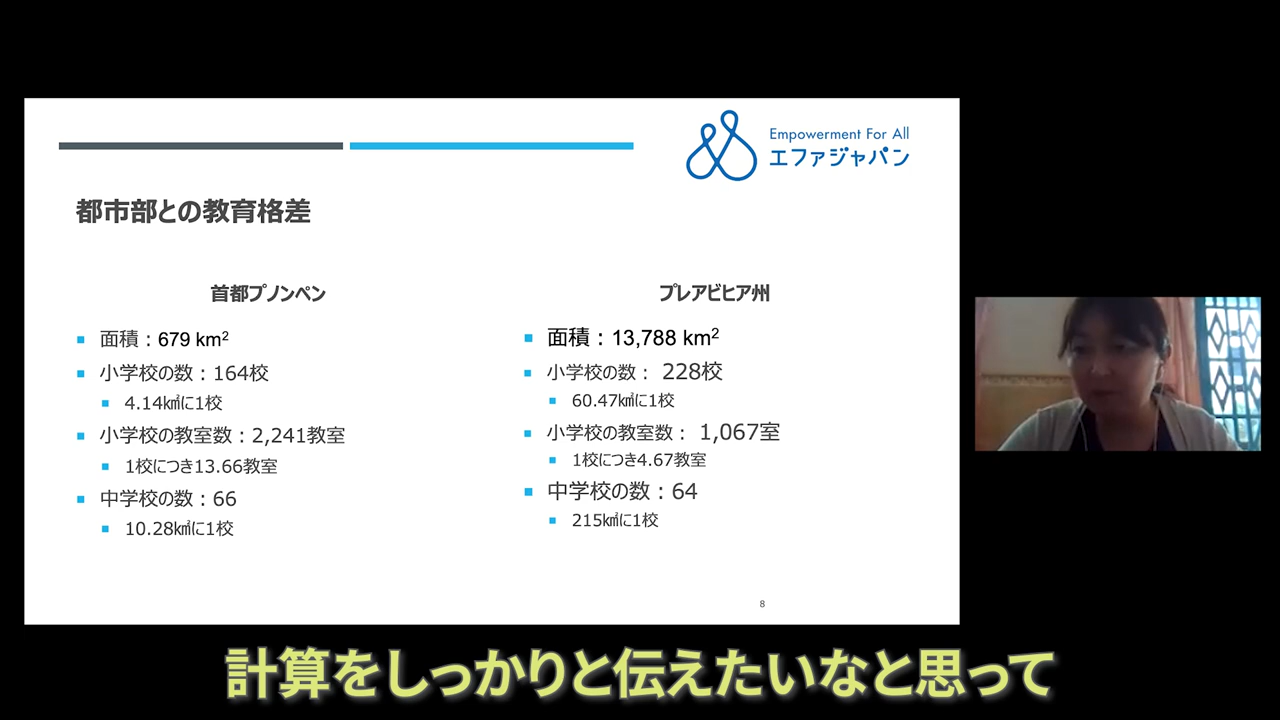 Empowerment For All
エファジャパン
都市部との教育格差
首都プノンペン
面積：679 km²
小学校の数：164校
4.14㎢に1校
小学校の教室数：2,241教室
1校につき13.66教室
中学校の数：66
10.28㎢に1校
プレアビヒア州
面積：13,788 km²
小学校の数： 228校
60.47㎢に1校
小学校の教室数： 1,067室
1校につき4.67教室
中学校の数：64
215㎢に1校
8
計算をしっかりと伝えたいなと思って